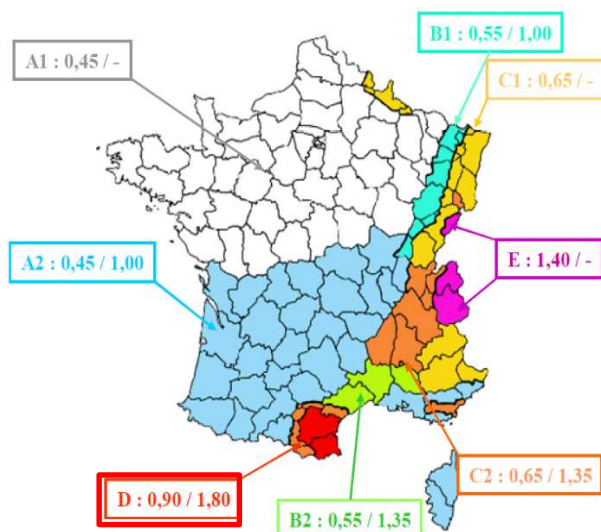 B1 : 0,55 / 1,00
A1 : 0,45 / -
C1 : 0,65 / -
A2 : 0,45 / 1,00
E : 1,40 / -
C2 : 0,65 / 1,35
D : 0,90 / 1,80
B2 : 0,55 / 1,35